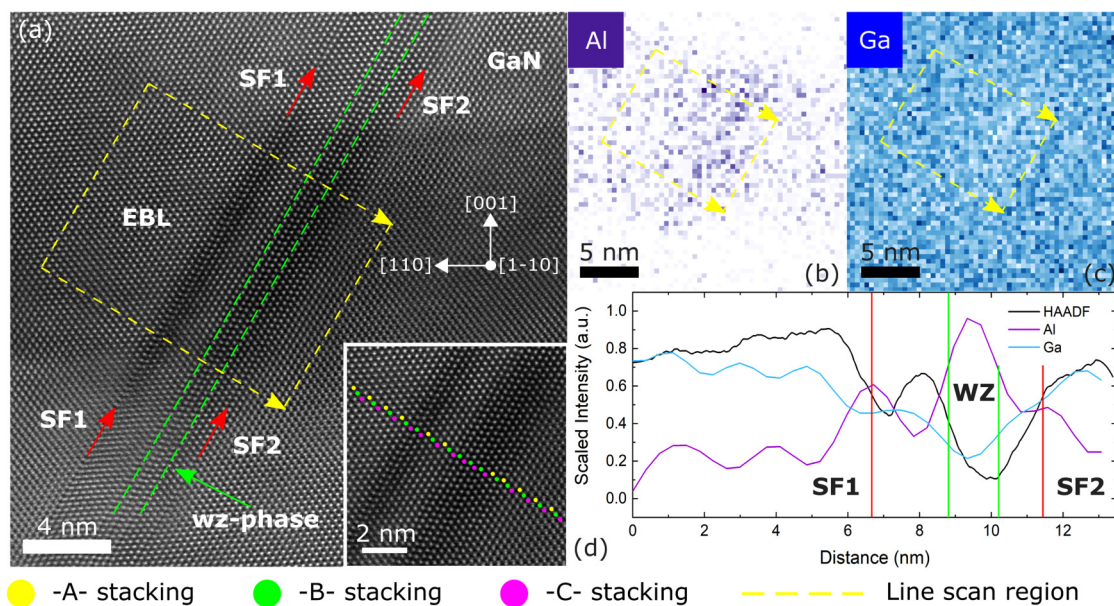 (a)
SF1
GaN
SF2
EBL
[001]
[110]
[1-10]
SF1
SF2
wz-phase
4 nm
2 nm
Al
5 nm
(b)
Ga
5 nm
(c)
HAADF
Al
Ga
WZ
SF1
SF2
Scaled Intensity (a.u.)
1.0
0.8
0.6
0.4
0.2
0.0
0 2 4 6 8 10 12
Distance (nm)
(d)
-A- stacking
-B- stacking
-C- stacking
Line scan region